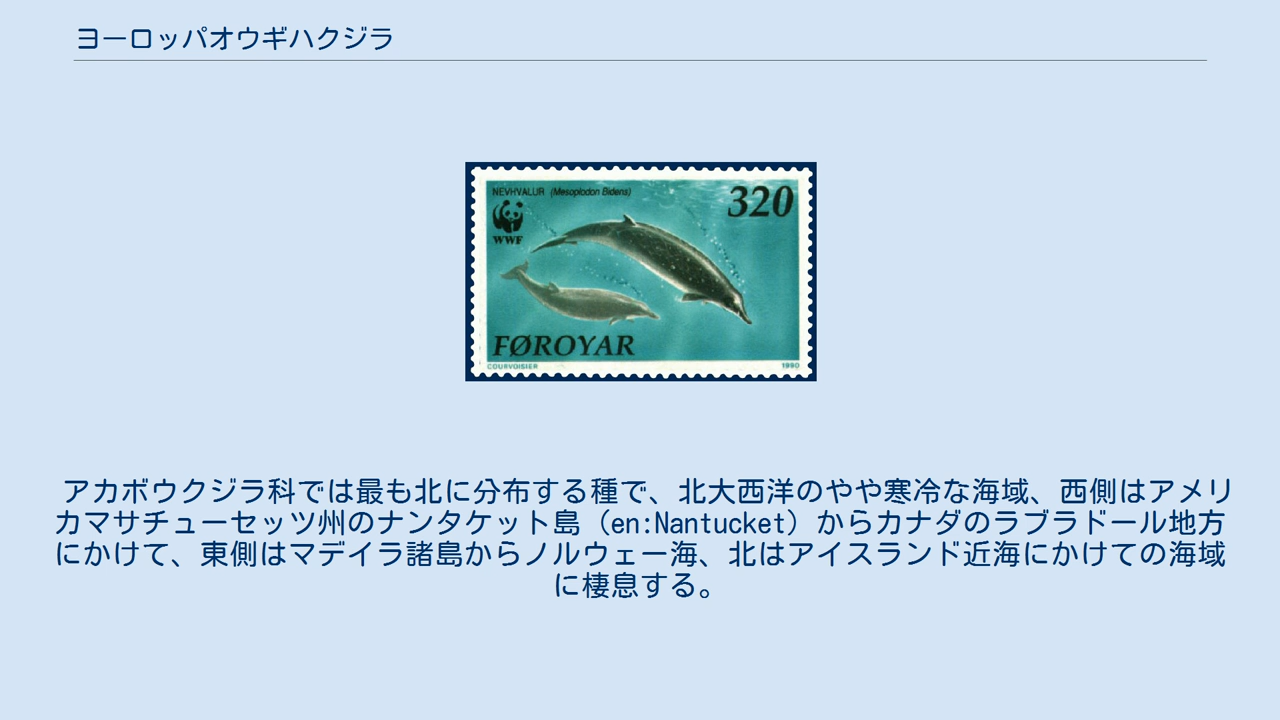 ヨーロッパオウギハクジラ
NEVHVALUR (Mesoplodon Bidens)
320
WWF
FØROYAR
COURVOISIER
1990
アカボウクジラ科では最も北に分布する種で、北大西洋のやや寒冷な海域、西側はアメリ
カマサチューセッツ州のナンタケット島（en:Nantucket）からカナダのラブラドール地方
にかけて、東側はマデイラ諸島からノルウェー海、北はアイスランド近海にかけての海域
に棲息する。